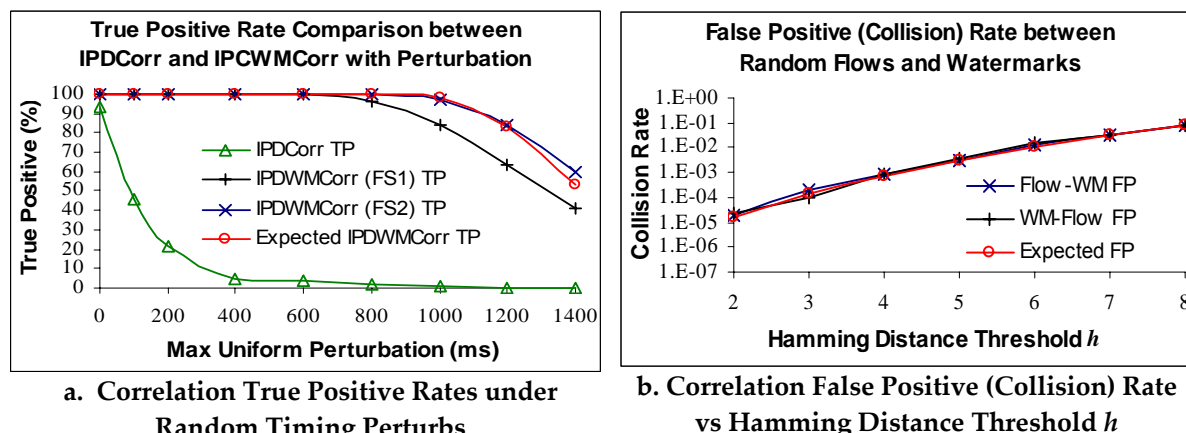 True Positive Rate Comparison between
IPDCorr and IPCWMCorr with Perturbation
True Positive (%)
100
90
80
70
60
50
40
30
20
10
0
IPDCorr TP
IPDWMCorr (FS1) TP
IPDWMCorr (FS2) TP
Expected IPDWMCorr TP
0 200 400 600 800 1000 1200 1400
Max Uniform Perturbation (ms)
a. Correlation True Positive Rates under
Random Timing Perturbs
False Positive (Collision) Rate between
Random Flows and Watermarks
Collision Rate
1.E+00
1.E-01
1.E-02
1.E-03
1.E-04
1.E-05
1.E-06
1.E-07
Flow -WM FP
WM-Flow FP
Expected FP
2 3 4 5 6 7 8
Hamming Distance Threshold h
b. Correlation False Positive (Collision) Rate
vs Hamming Distance Threshold h